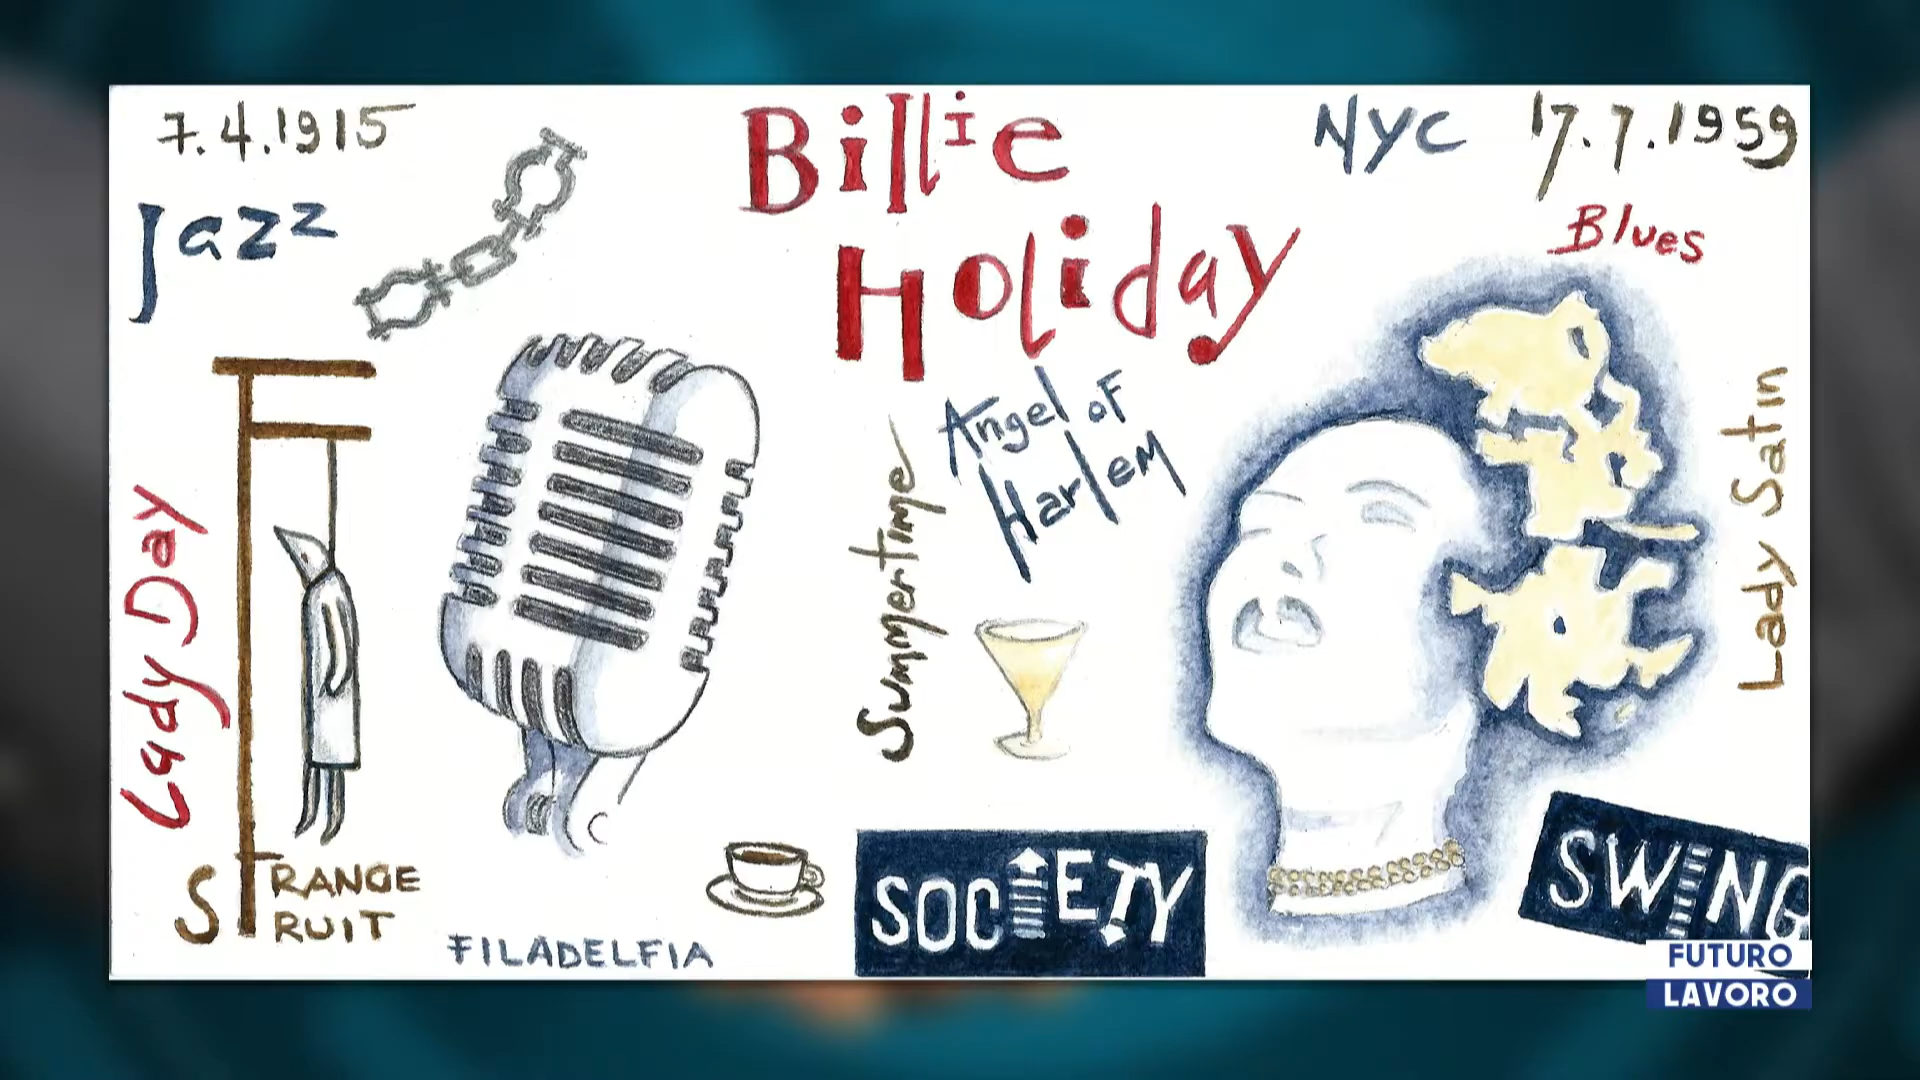 7.4.1915
Billie
Holiday
NYC
17.7.1959
Jazz
Blues
Angel of
Harlem
Summertime
Lady Satin
Lady Day
STRANGE
FRUIT
FILADELFIA
SOCIETY
SWING
FUTURO
LAVORO